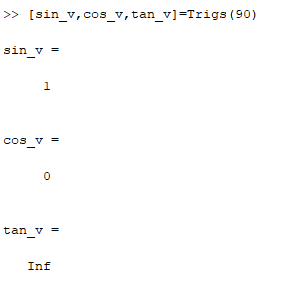 >> [sin_v,cos_v,tan_v]=Trigs(90)
sin_v =
1
cos_v =
0
tan_v =
Inf